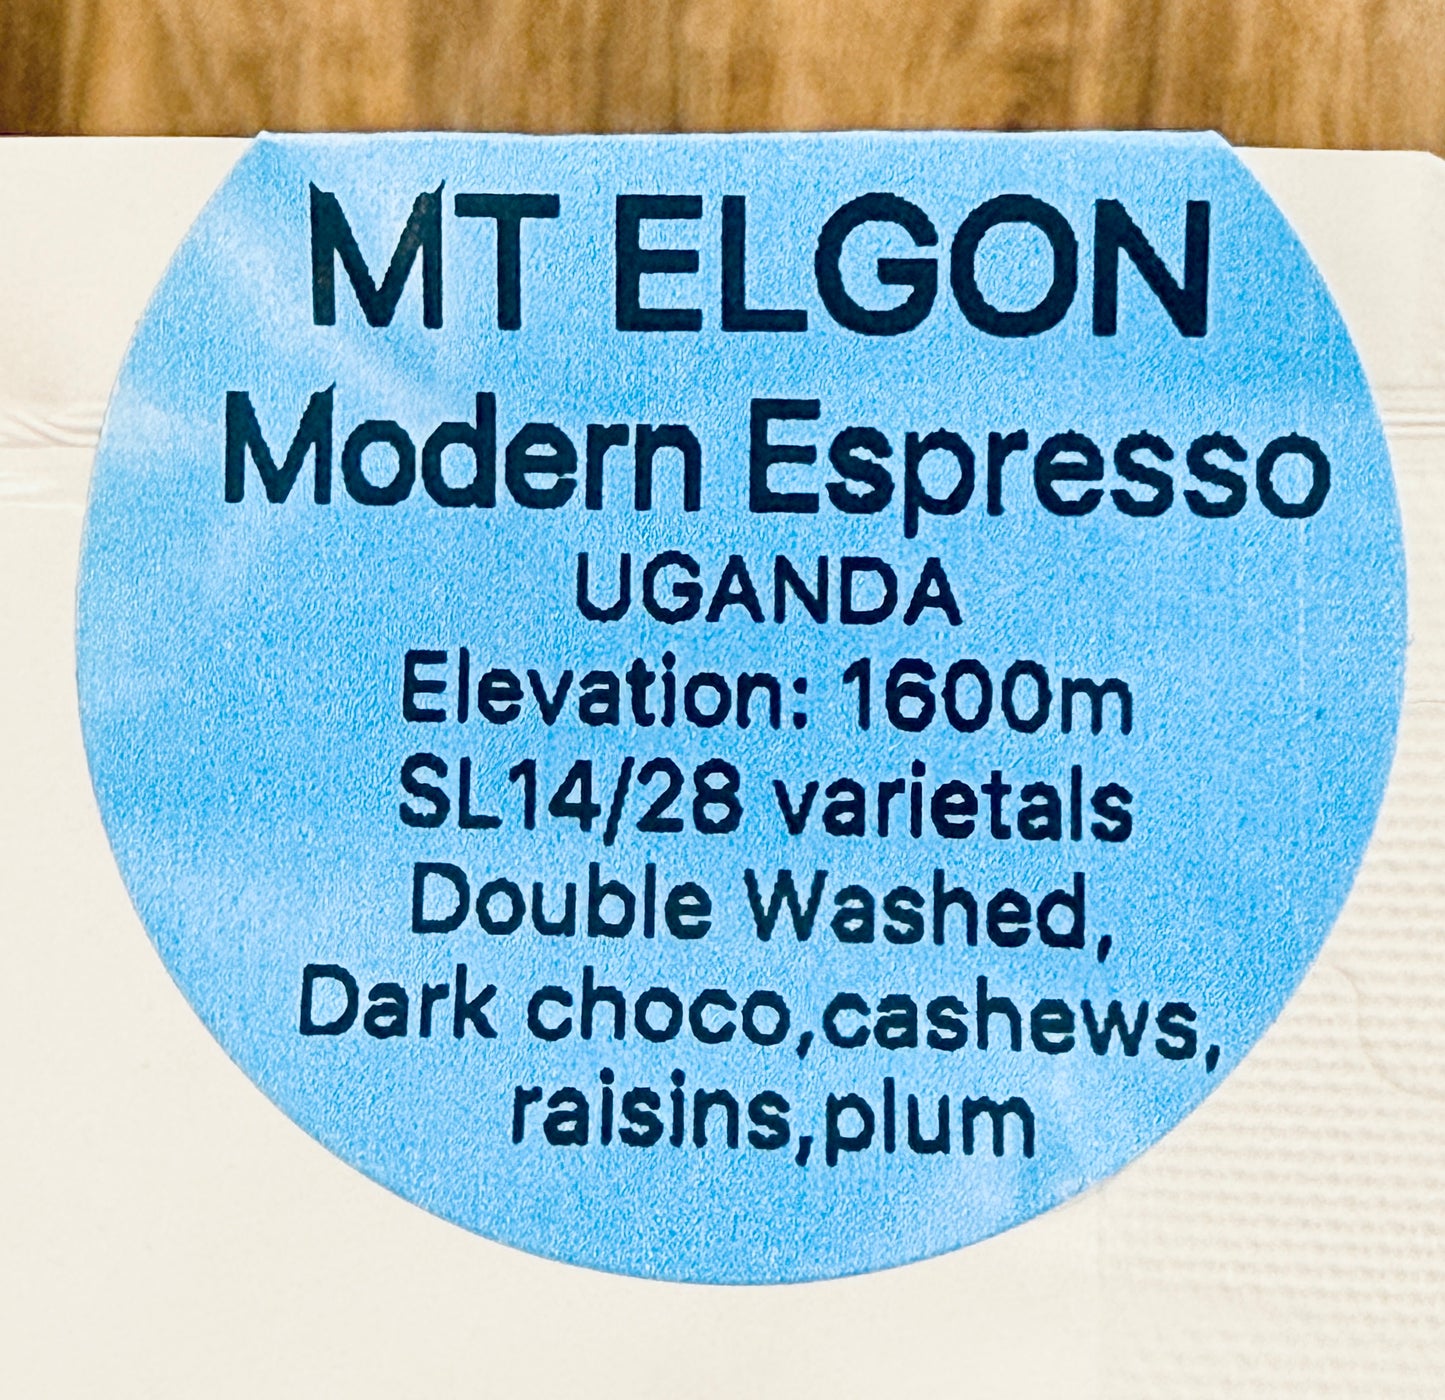 MT ELGON
Modern Espresso
UGANDA
Elevation: 1600m
SL14/28 varietals
Double Washed,
Dark choco,cashews,
raisins,plum